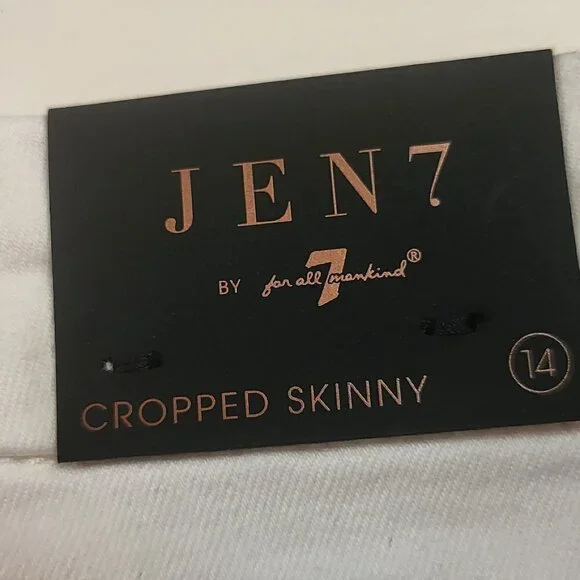 JEN7
BY for all 7 mankind®
14
CROPPED SKINNY